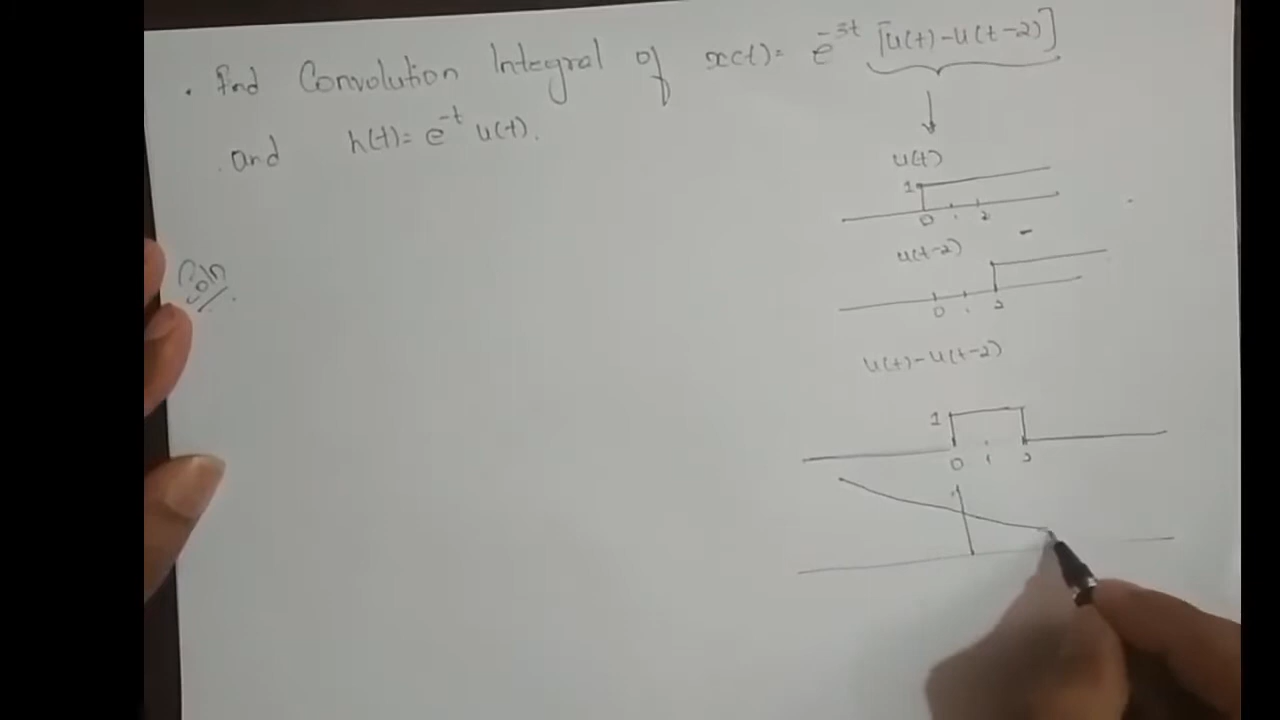 . find Convolution Integral of x(t)= e^-3t [u(t)-u(t-2)]
. and h(t)= e^-t u(t).
u(t)
1
0 1 2
u(t-2)
-
0 1 2
Soln
u(t)-u(t-2)
1
0 1 2